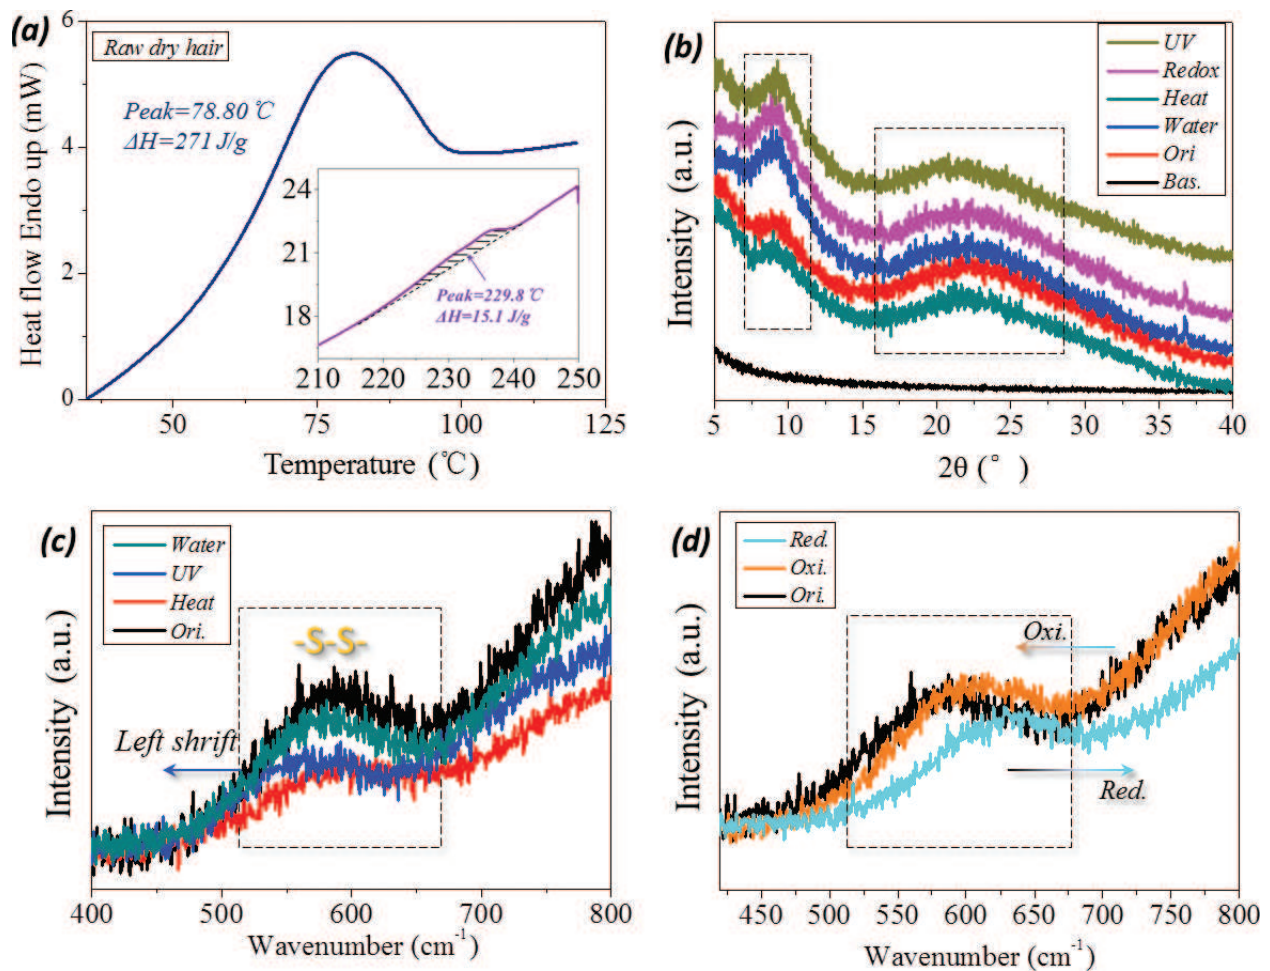 (a)
Raw dry hair
Peak=78.80 ℃
ΔH=271 J/g
Heat flow Endo up (mW)
6
4
2
0
50
75
100
125
Temperature (℃)
24
21
18
210
220
230
240
250
Peak=229.8 ℃
ΔH=15.1 J/g
(b)
UV
Redox
Heat
Water
Ori
Bas.
Intensity (a.u.)
5
10
15
20
25
30
35
40
2θ (°)
(c)
Water
UV
Heat
Ori.
-S-S-
Left shrift
Intensity (a.u.)
400
500
600
700
800
Wavenumber (cm⁻¹)
(d)
Red.
Oxi.
Ori.
Oxi.
Red.
Intensity (a.u.)
450
500
550
600
650
700
750
800
Wavenumber (cm⁻¹)